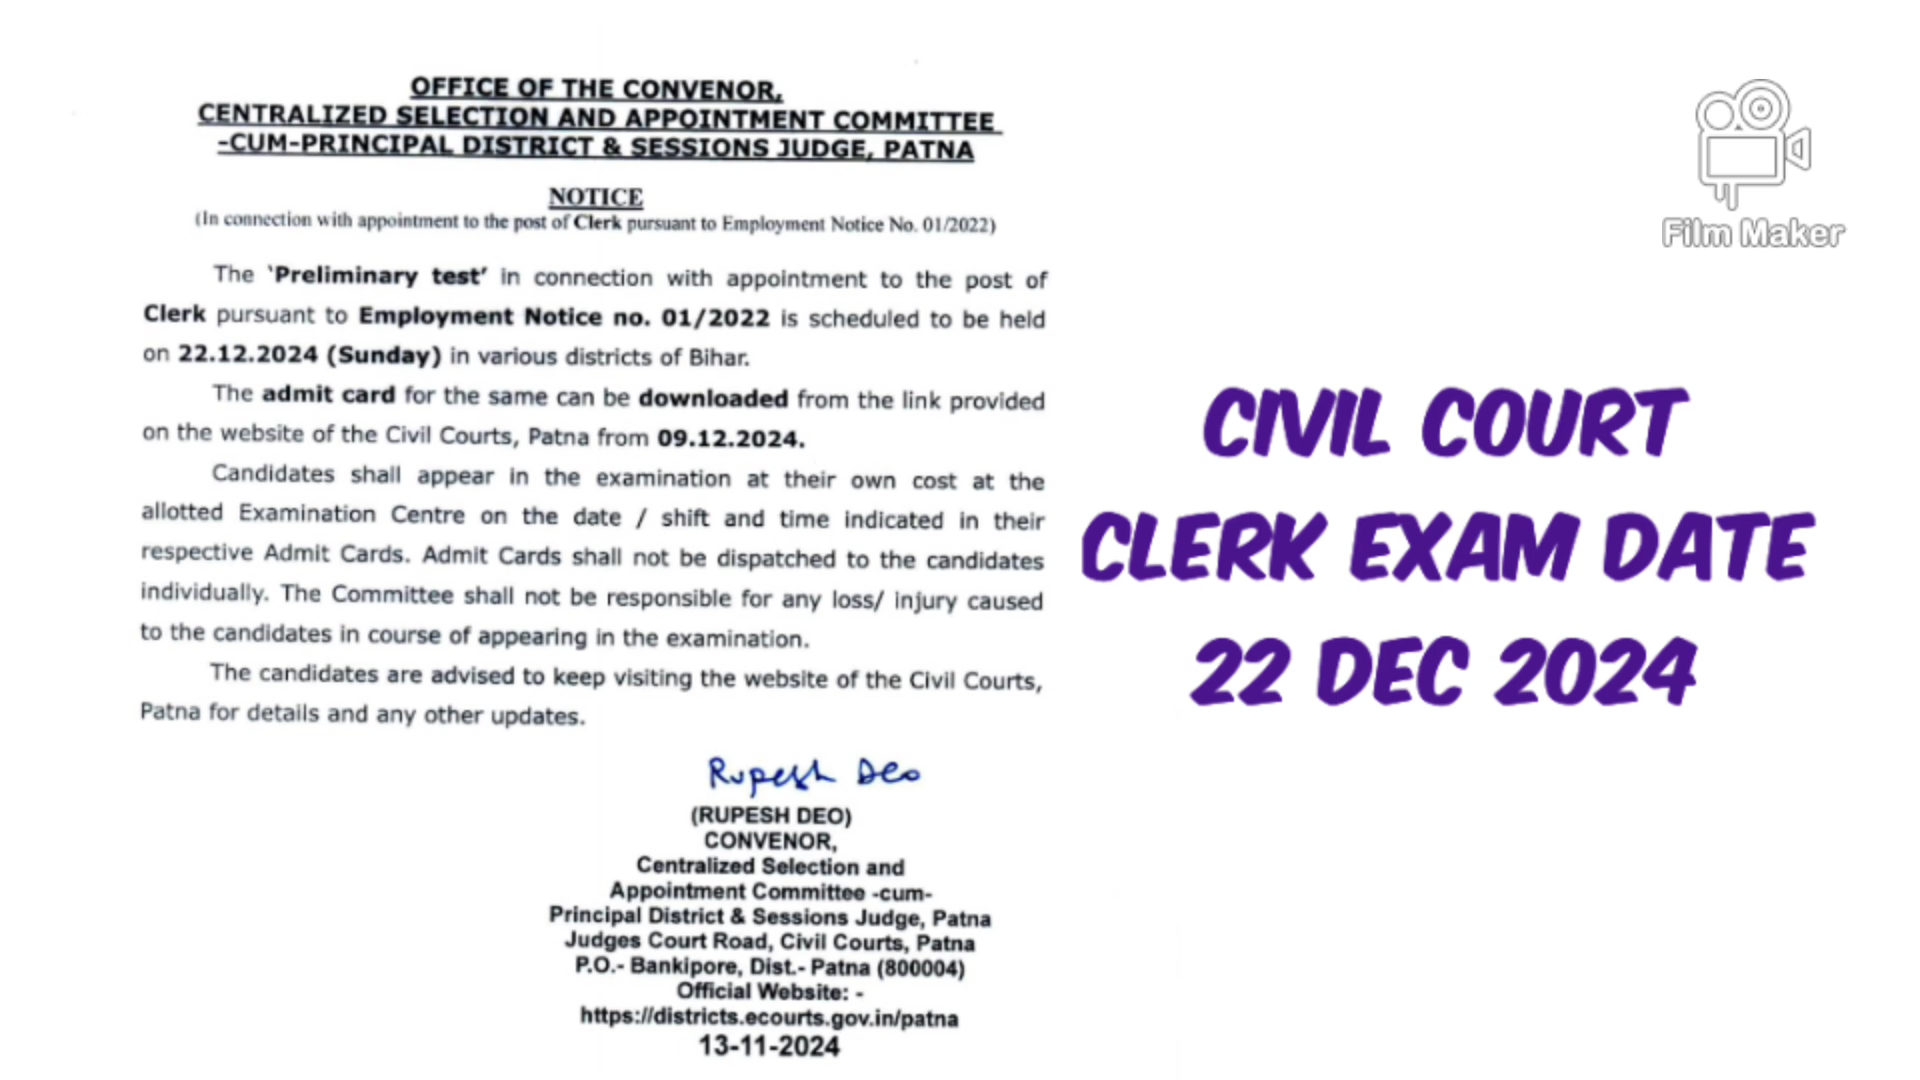 OFFICE OF THE CONVENOR,
CENTRALIZED SELECTION AND APPOINTMENT COMMITTEE
-CUM-PRINCIPAL DISTRICT & SESSIONS JUDGE, PATNA
NOTICE
(In connection with appointment to the post of Clerk pursuant to Employment Notice No. 01/2022)
The ‘Preliminary test’ in connection with appointment to the post of
Clerk pursuant to Employment Notice no. 01/2022 is scheduled to be held
on 22.12.2024 (Sunday) in various districts of Bihar.
The admit card for the same can be downloaded from the link provided
on the website of the Civil Courts, Patna from 09.12.2024.
Candidates shall appear in the examination at their own cost at the
allotted Examination Centre on the date / shift and time indicated in their
respective Admit Cards. Admit Cards shall not be dispatched to the candidates
individually. The Committee shall not be responsible for any loss/ injury caused
to the candidates in course of appearing in the examination.
The candidates are advised to keep visiting the website of the Civil Courts,
Patna for details and any other updates.
Rupesh Deo
(RUPESH DEO)
CONVENOR,
Centralized Selection and
Appointment Committee -cum-
Principal District & Sessions Judge, Patna
Judges Court Road, Civil Courts, Patna
P.O.- Bankipore, Dist.- Patna (800004)
Official Website: -
https://districts.ecourts.gov.in/patna
13-11-2024
Film Maker
CIVIL COURT
CLERK EXAM DATE
22 DEC 2024